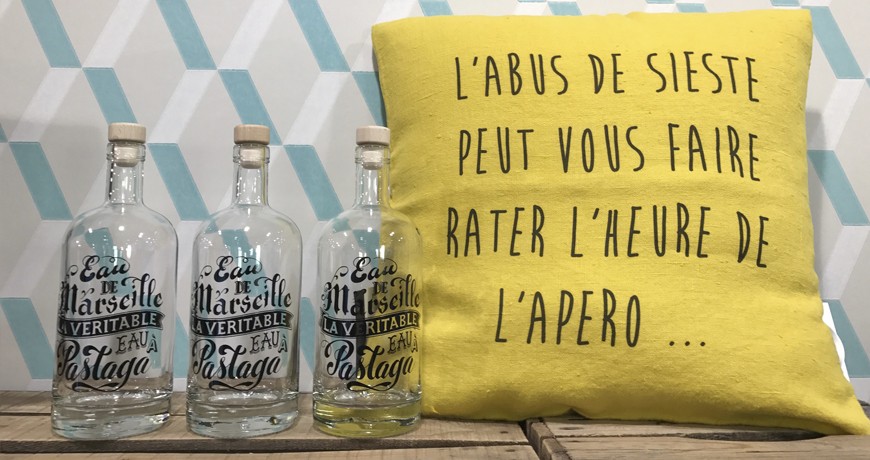 Eau
DE
Marseille
LA VERITABLE
EAU À
Pastaga
Eau
DE
Marseille
LA VERITABLE
EAU À
Pastaga
Eau
DE
Marseille
LA VERITABLE
EAU À
Pastaga
L'ABUS DE SIESTE
PEUT VOUS FAIRE
RATER L'HEURE DE
L'APERO ...